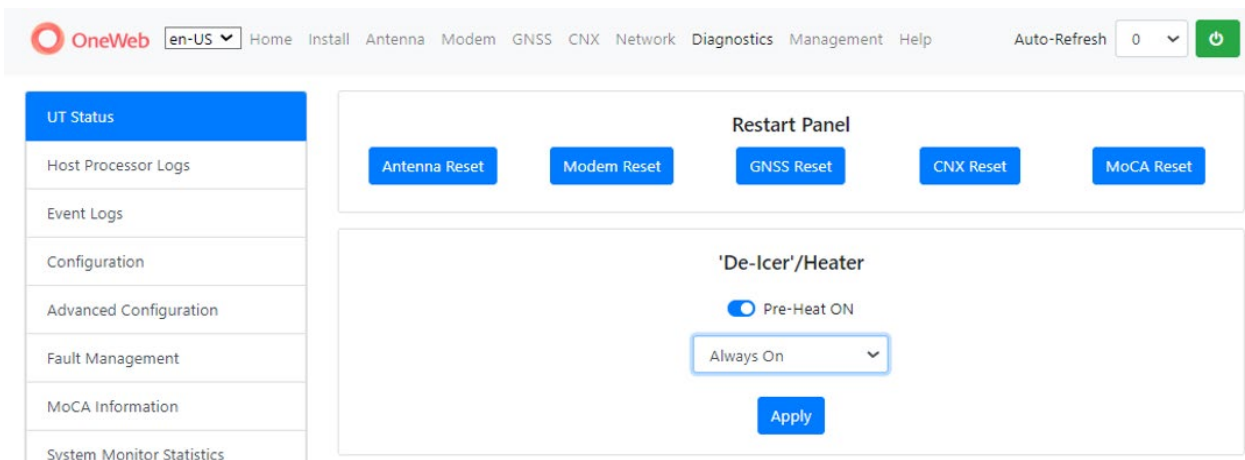 OneWeb en-US Home Install Antenna Modem GNSS CNX Network Diagnostics Management Help Auto-Refresh 0
UT Status
Host Processor Logs
Event Logs
Configuration
Advanced Configuration
Fault Management
MoCA Information
System Monitor Statistics
Restart Panel
Antenna Reset Modem Reset GNSS Reset CNX Reset MoCA Reset
'De-Icer'/Heater
Pre-Heat ON
Always On
Apply